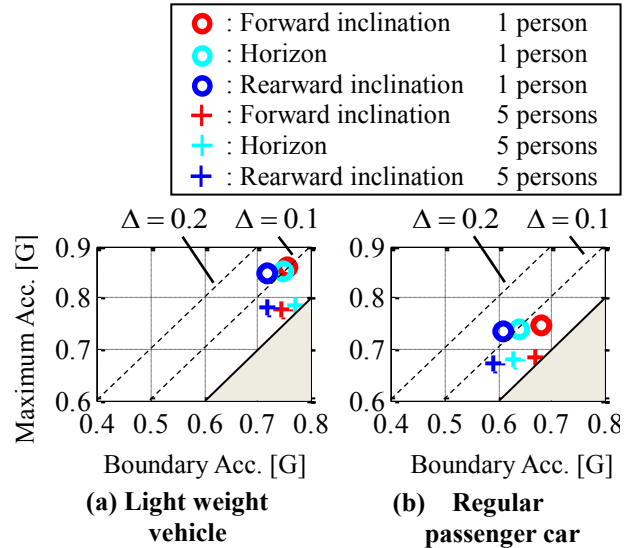 : Forward inclination 1 person
: Horizon 1 person
: Rearward inclination 1 person
: Forward inclination 5 persons
: Horizon 5 persons
: Rearward inclination 5 persons
Δ = 0.2 Δ = 0.1 Δ = 0.2 Δ = 0.1
Maximum Acc. [G]
0.9 0.9
0.8 0.8
0.7 0.7
0.6 0.6
0.4 0.5 0.6 0.7 0.8 0.4 0.5 0.6 0.7 0.8
Boundary Acc. [G] Boundary Acc. [G]
(a) Light weight
vehicle
(b) Regular
passenger car